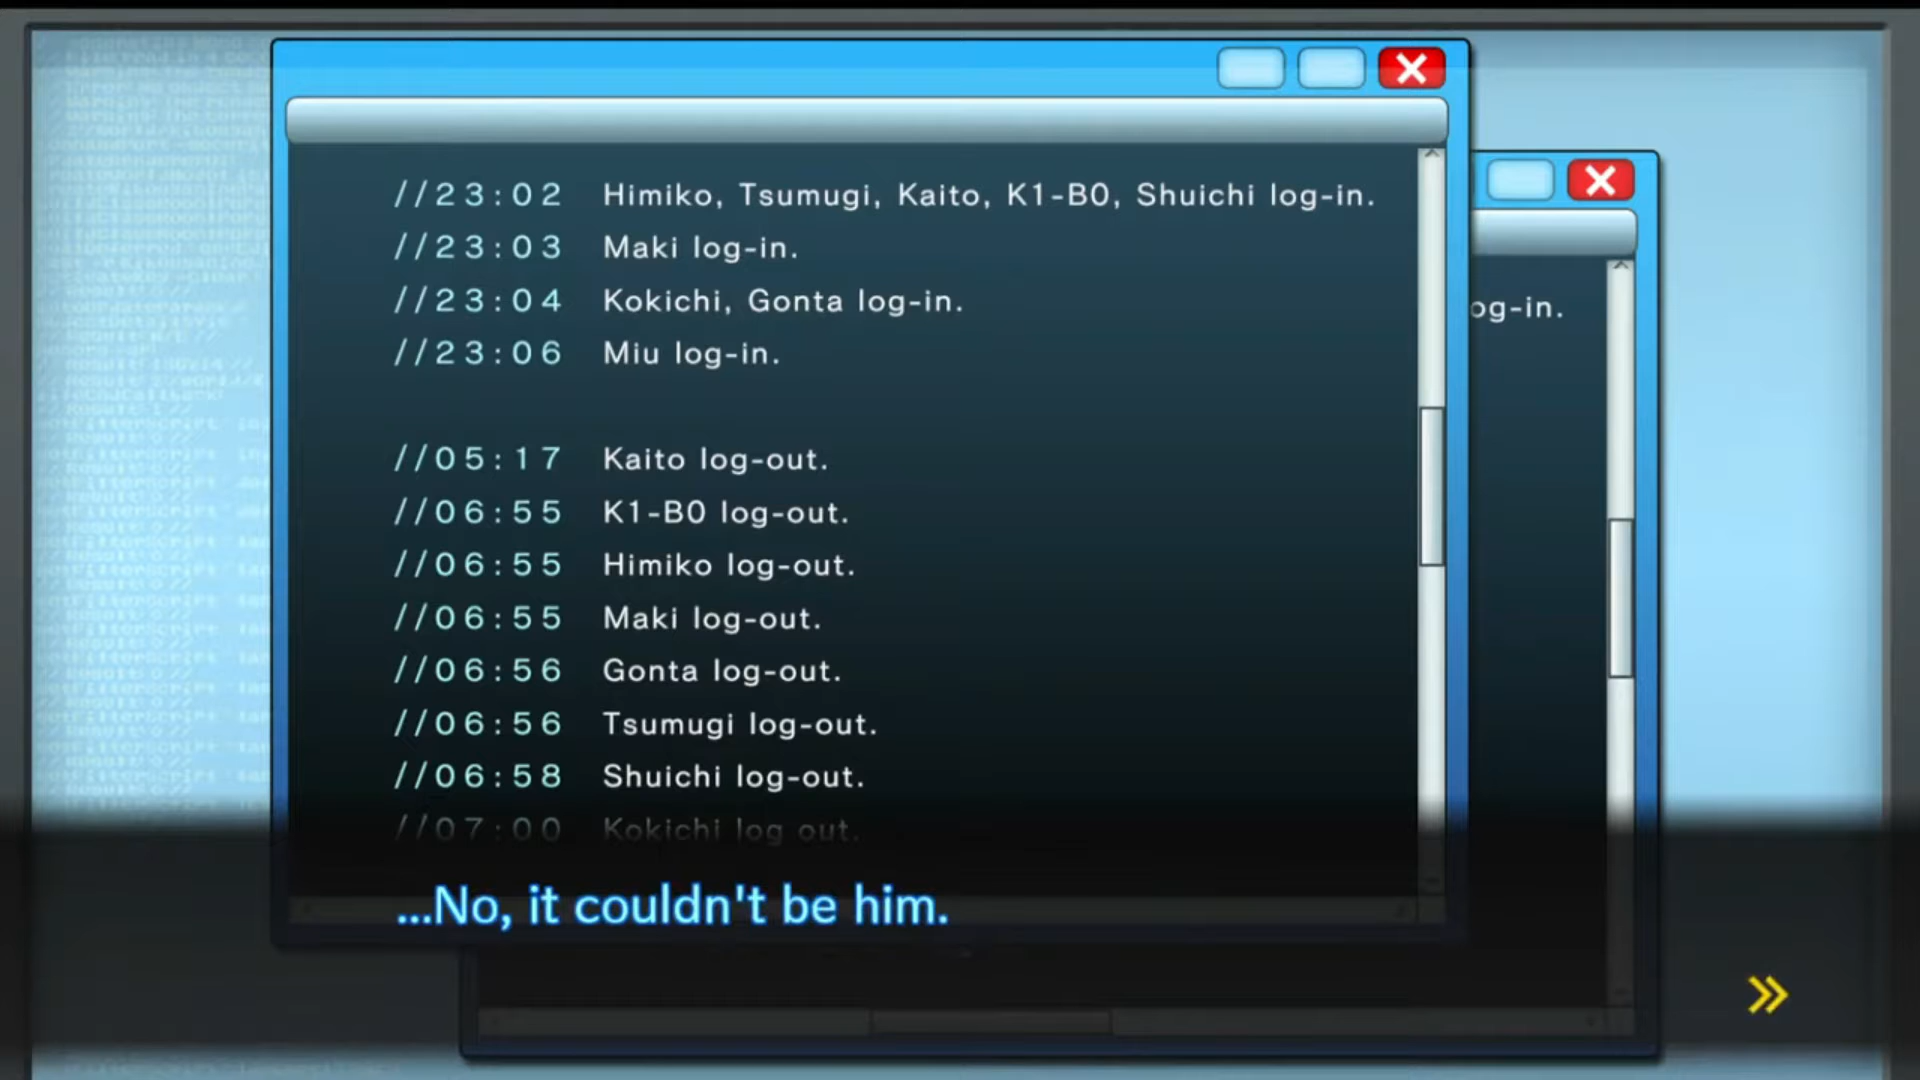 //23:02 Himiko, Tsumugi, Kaito, K1-B0, Shuichi log-in.
//23:03 Maki log-in.
//23:04 Kokichi, Gonta log-in.
//23:06 Miu log-in.
//05:17 Kaito log-out.
//06:55 K1-B0 log-out.
//06:55 Himiko log-out.
//06:55 Maki log-out.
//06:56 Gonta log-out.
//06:56 Tsumugi log-out.
//06:58 Shuichi log-out.
//07:00 Kokichi log out.
og-in.
...No, it couldn't be him.